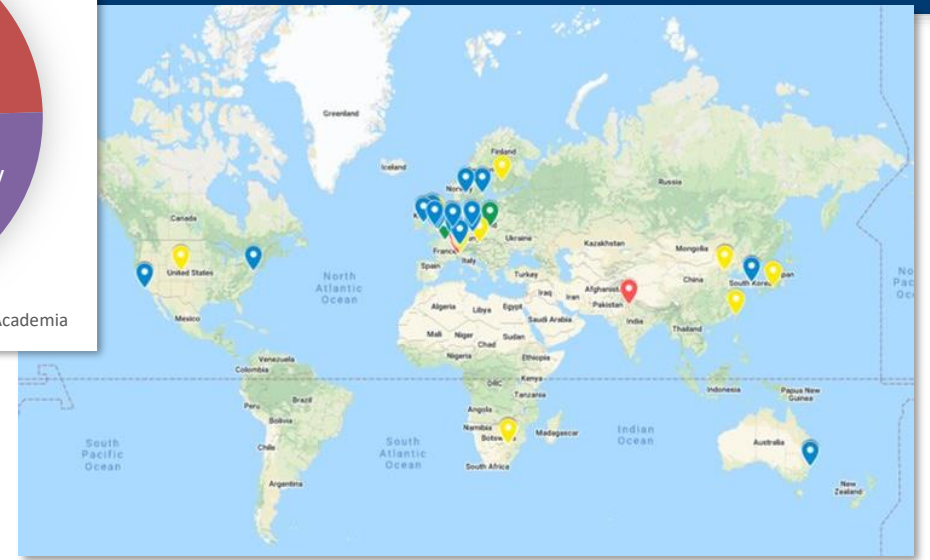 Academia
Greenland
Iceland
Finland
Russia
Canada
Ukraine
Kazakhstan
Mongolia
France
Italy
United States
Spain
Turkey
China
South Korea
North
Atlantic
Ocean
Afghanistan
Iraq
Iran
Pakistan
Algeria
Libya
Egypt
Saudi Arabia
India
Mexico
Mali
Niger
Sudan
Chad
Thailand
Nigeria
Ethiopia
Venezuela
Colombia
DRC
Kenya
Indonesia
Papua New
Guinea
Tanzania
Peru
Brazil
Angola
Bolivia
Namibia
Madagascar
Indian
Ocean
South
Pacific
Ocean
South
Atlantic
Ocean
Chile
Australia
South Africa
Argentina
New
Zealand